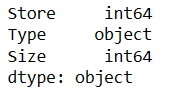 Store int64
Type object
Size int64
dtype: object